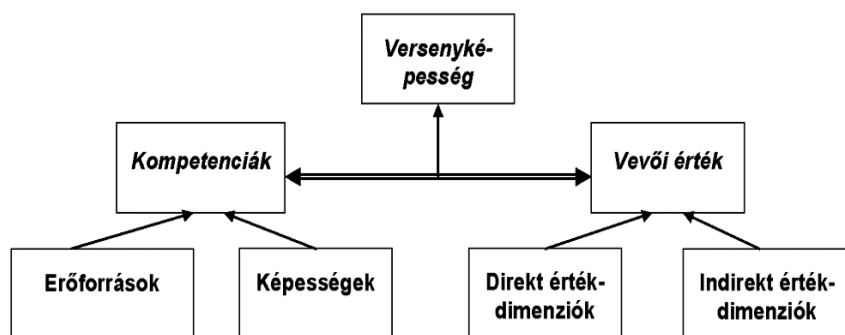 Versenyké-
pesség
Kompetenciák
Vevői érték
Erőforrások
Képességek
Direkt érték-
dimenziók
Indirekt érték-
dimenziók